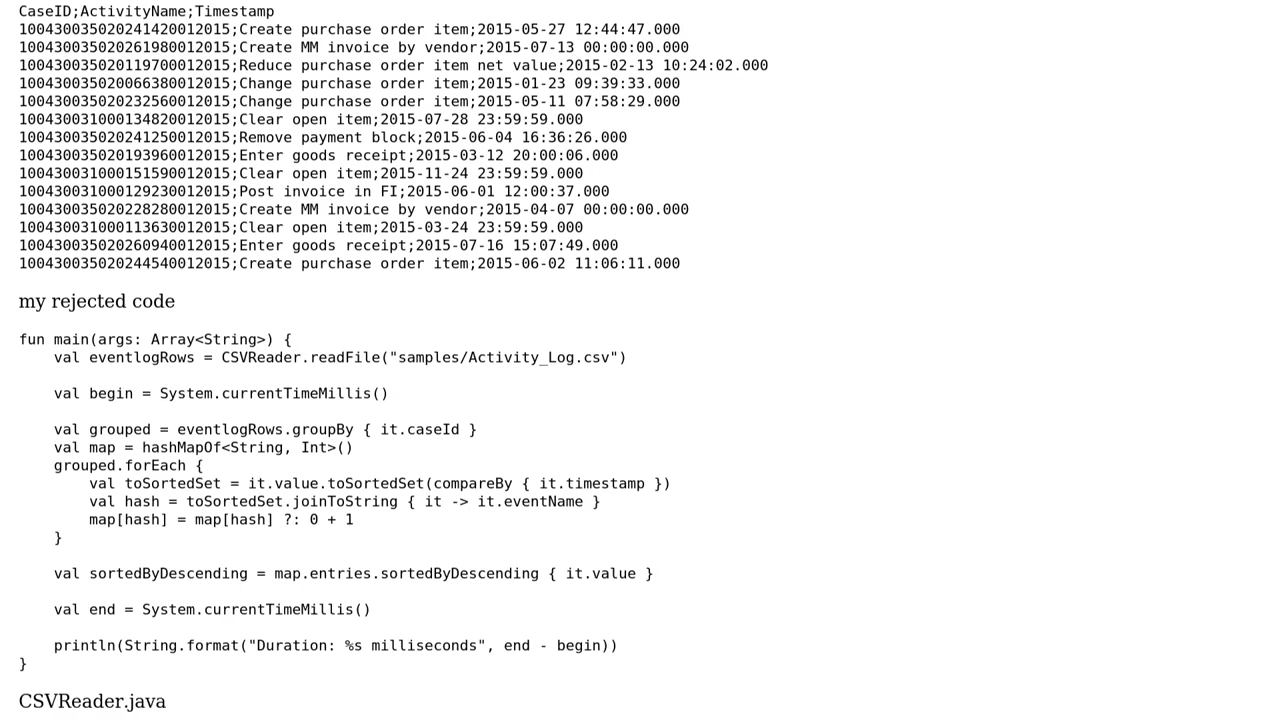 CaseID;ActivityName;Timestamp
100430035020241420012015;Create purchase order item;2015-05-27 12:44:47.000
100430035020261980012015;Create MM invoice by vendor;2015-07-13 00:00:00.000
100430035020119700012015;Reduce purchase order item net value;2015-02-13 10:24:02.000
100430035020066380012015;Change purchase order item;2015-01-23 09:39:33.000
100430035020232560012015;Change purchase order item;2015-05-11 07:58:29.000
100430031000134820012015;Clear open item;2015-07-28 23:59:59.000
100430035020241250012015;Remove payment block;2015-06-04 16:36:26.000
100430035020193960012015;Enter goods receipt;2015-03-12 20:00:06.000
100430031000151590012015;Clear open item;2015-11-24 23:59:59.000
100430031000129230012015;Post invoice in FI;2015-06-01 12:00:37.000
100430035020228280012015;Create MM invoice by vendor;2015-04-07 00:00:00.000
100430031000113630012015;Clear open item;2015-03-24 23:59:59.000
100430035020260940012015;Enter goods receipt;2015-07-16 15:07:49.000
100430035020244540012015;Create purchase order item;2015-06-02 11:06:11.000
my rejected code
fun main(args: Array<String>) {
    val eventlogRows = CSVReader.readFile("samples/Activity_Log.csv")
    val begin = System.currentTimeMillis()
    val grouped = eventlogRows.groupBy { it.caseId }
    val map = hashMapOf<String, Int>()
    grouped.forEach {
        val toSortedSet = it.value.toSortedSet(compareBy { it.timestamp })
        val hash = toSortedSet.joinToString { it -> it.eventName }
        map[hash] = map[hash] ?: 0 + 1
    }
    val sortedByDescending = map.entries.sortedByDescending { it.value }
    val end = System.currentTimeMillis()
    println(String.format("Duration: %s milliseconds", end - begin))
}
CSVReader.java